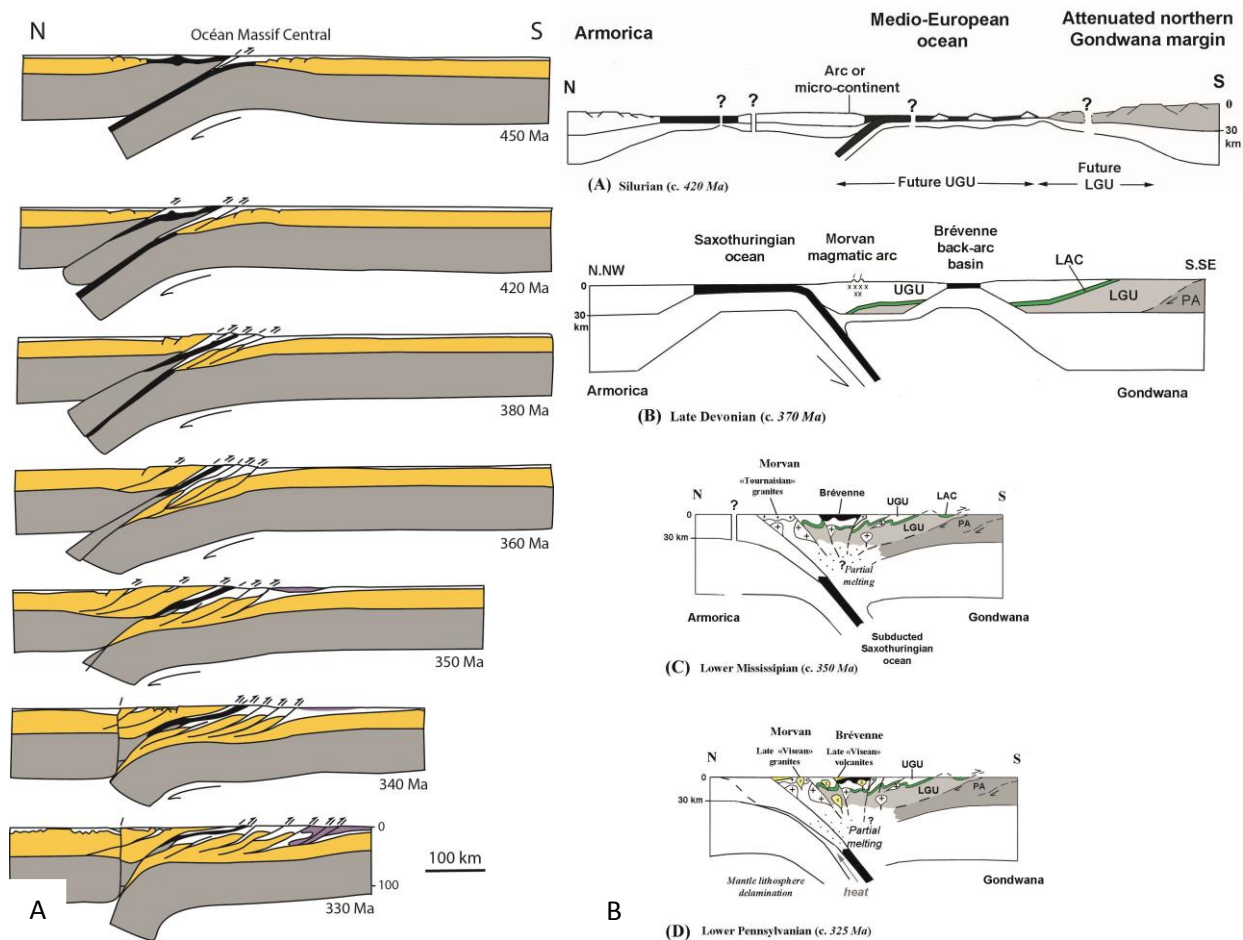 N
Océan Massif Central
S
450 Ma
420 Ma
380 Ma
360 Ma
350 Ma
340 Ma
0
100 km
100
330 Ma
A
Armorica
Medio-European
ocean
Attenuated northern
Gondwana margin
N
Arc or
micro-continent
S
?
?
?
?
0
30
km
(A) Silurian (c. 420 Ma)
Future UGU
Future
LGU
Saxothuringian
ocean
Morvan
magmatic arc
Brévenne
back-arc
basin
LAC
N.NW
S.SE
0
x x x x
xx
UGU
LGU
PA
30
km
Armorica
Gondwana
(B) Late Devonian (c. 370 Ma)
Morvan
N
«Tournaisian»
granites
Brévenne
UGU
LAC
S
?
0
LGU
PA
30 km
?
Partial
melting
Armorica
Gondwana
Subducted
Saxothuringian
ocean
(C) Lower Mississipian (c. 350 Ma)
Morvan
Brévenne
N
Late «Visean»
granites
Late «Visean»
volcanites
UGU
S
0
LGU
PA
30 km
?
Partial
melting
Mantle lithosphere
delamination
heat
Gondwana
B
(D) Lower Pennsylvanian (c. 325 Ma)